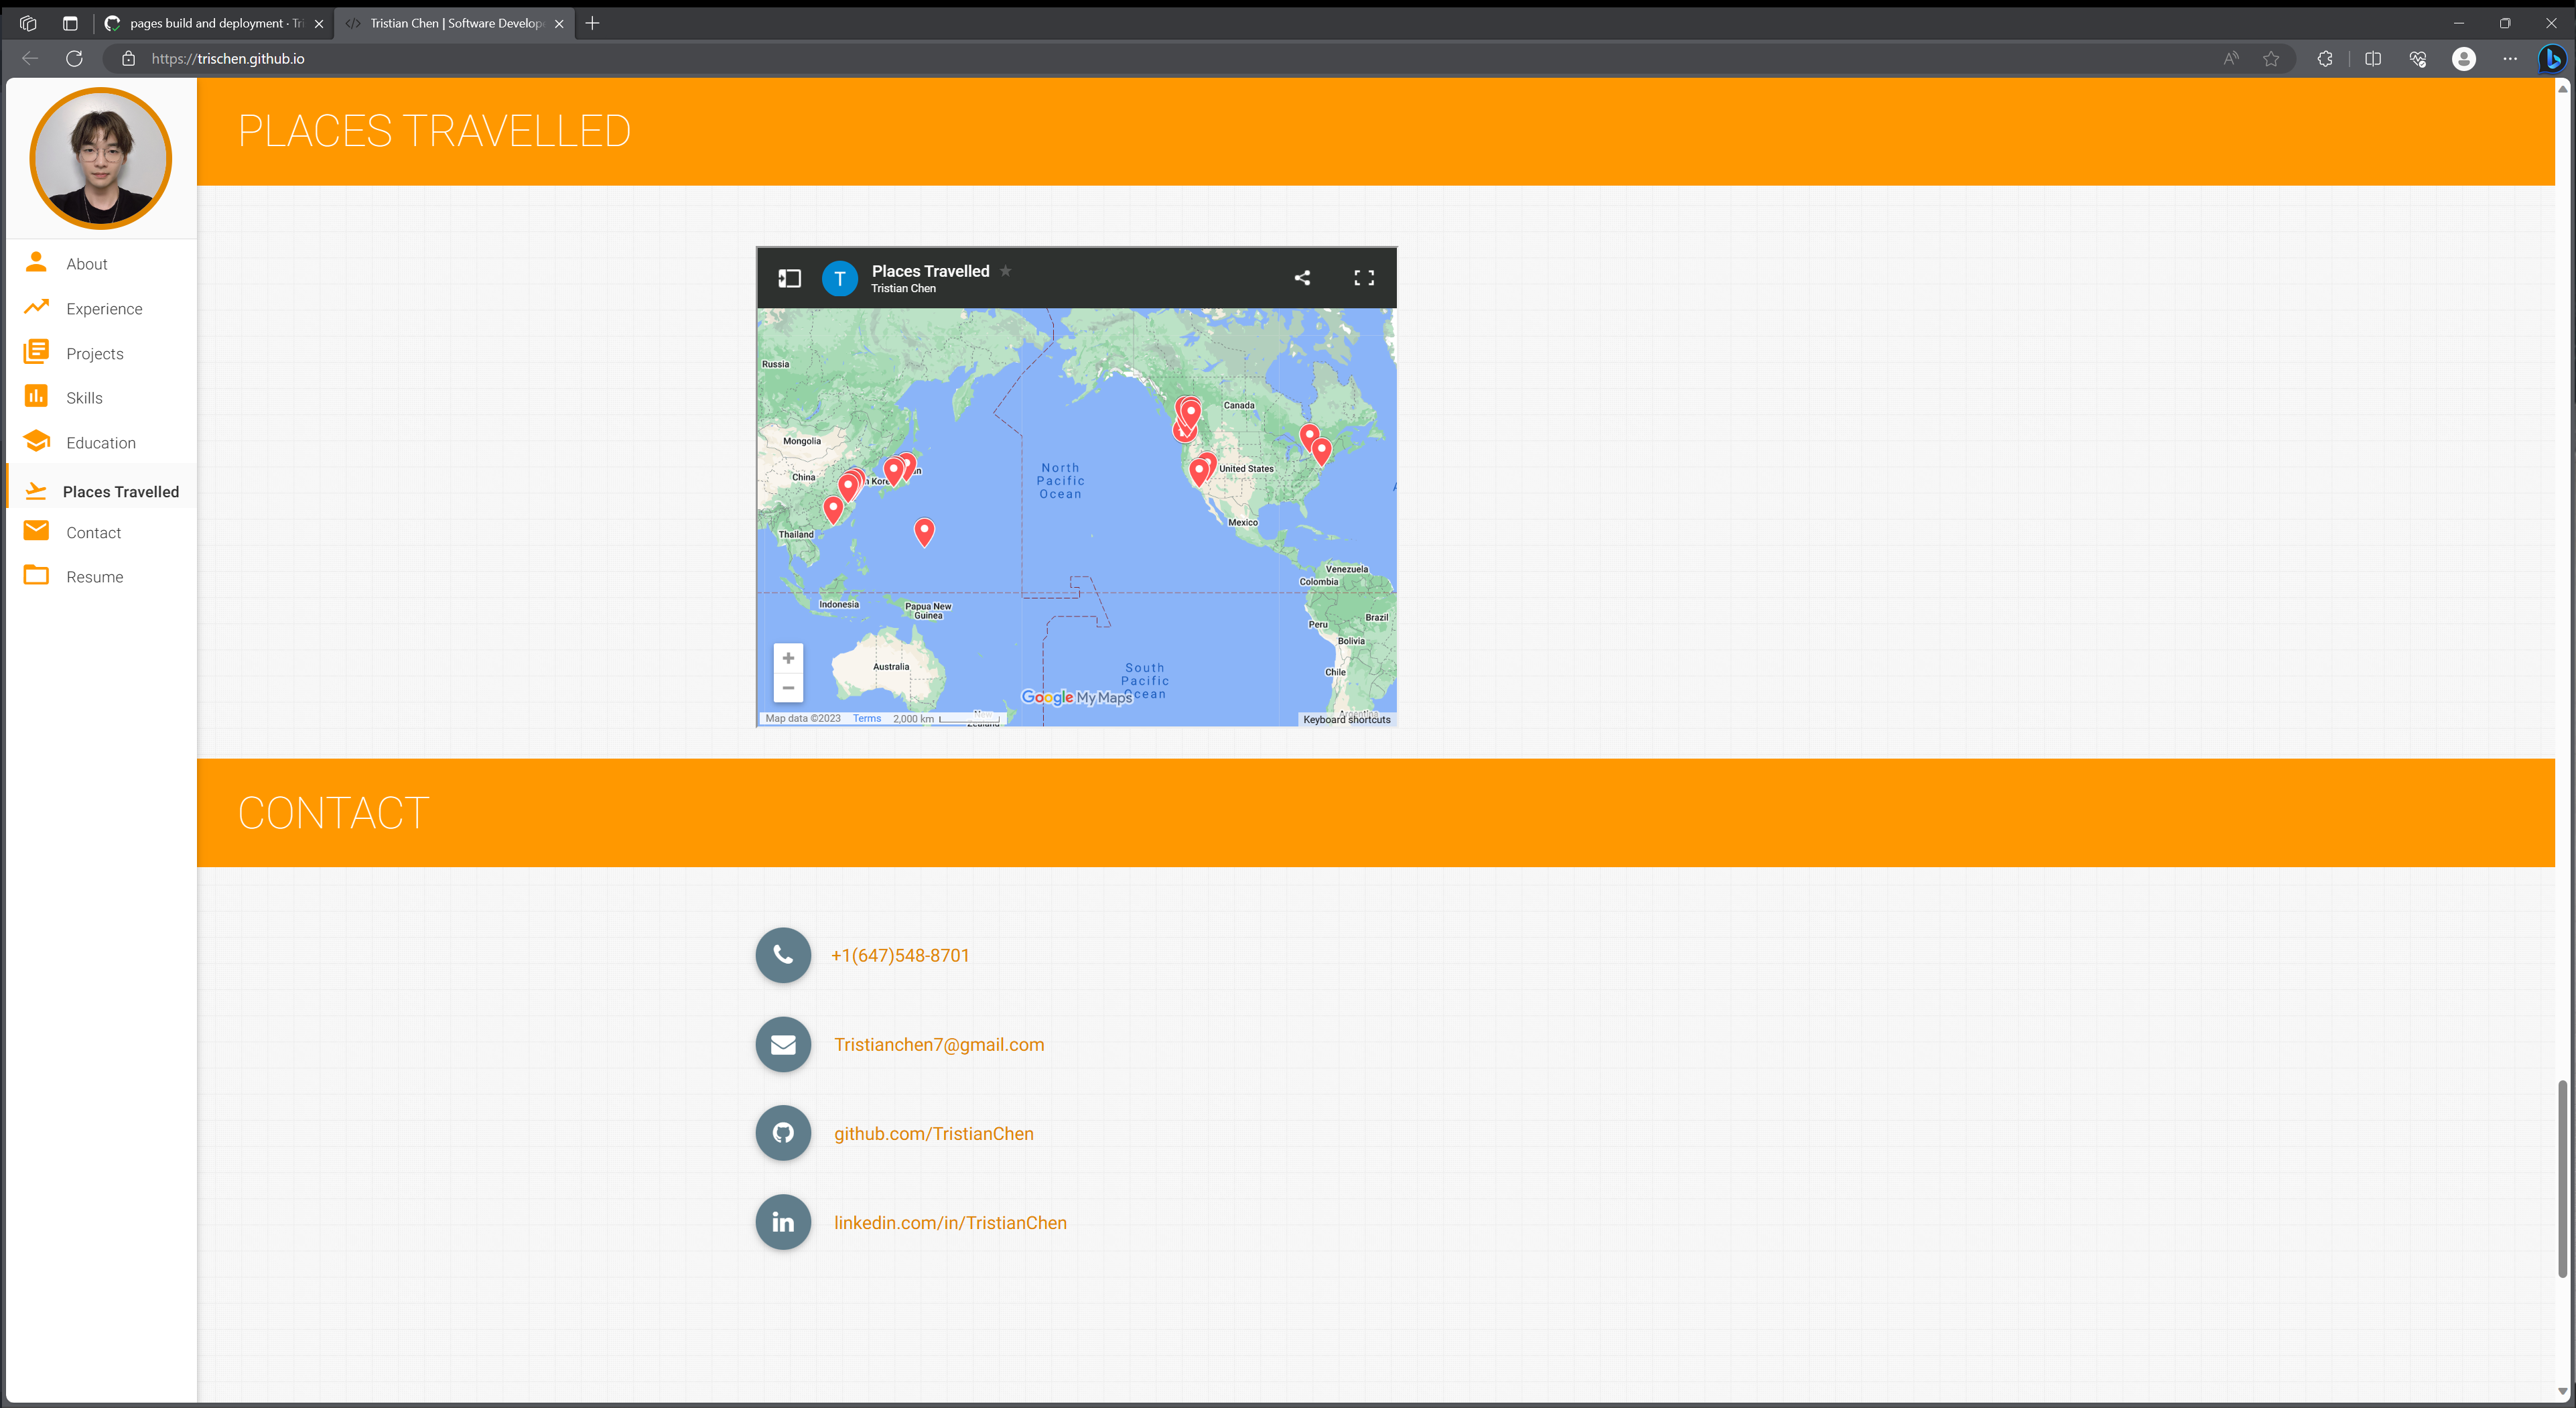 pages build and deployment · Tri
Tristian Chen | Software Develop
https://trischen.github.io
About
Experience
Projects
Skills
Education
Places Travelled
Contact
Resume
PLACES TRAVELLED
T
Places Travelled
Tristian Chen
Russia
Canada
Mongolia
North
Pacific
Ocean
United States
China
Kore
Mexico
Thailand
Venezuela
Colombia
Indonesia
Papua New
Guinea
Peru
Brazil
Bolivia
Australia
South
Pacific
Ocean
Chile
Google My Maps
Map data ©2023
Terms
2,000 km
New
Zealand
Argentina
Keyboard shortcuts
CONTACT
+1(647)548-8701
Tristianchen7@gmail.com
github.com/TristianChen
in
linkedin.com/in/TristianChen